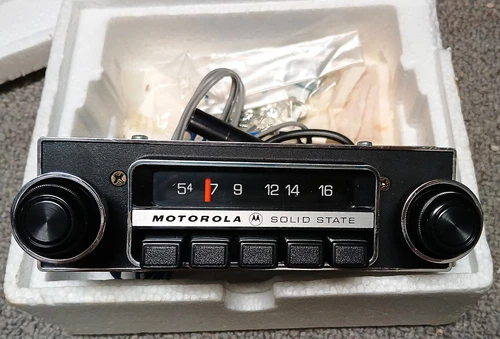 54 7 9 12 14 16
MOTOROLA SOLID STATE